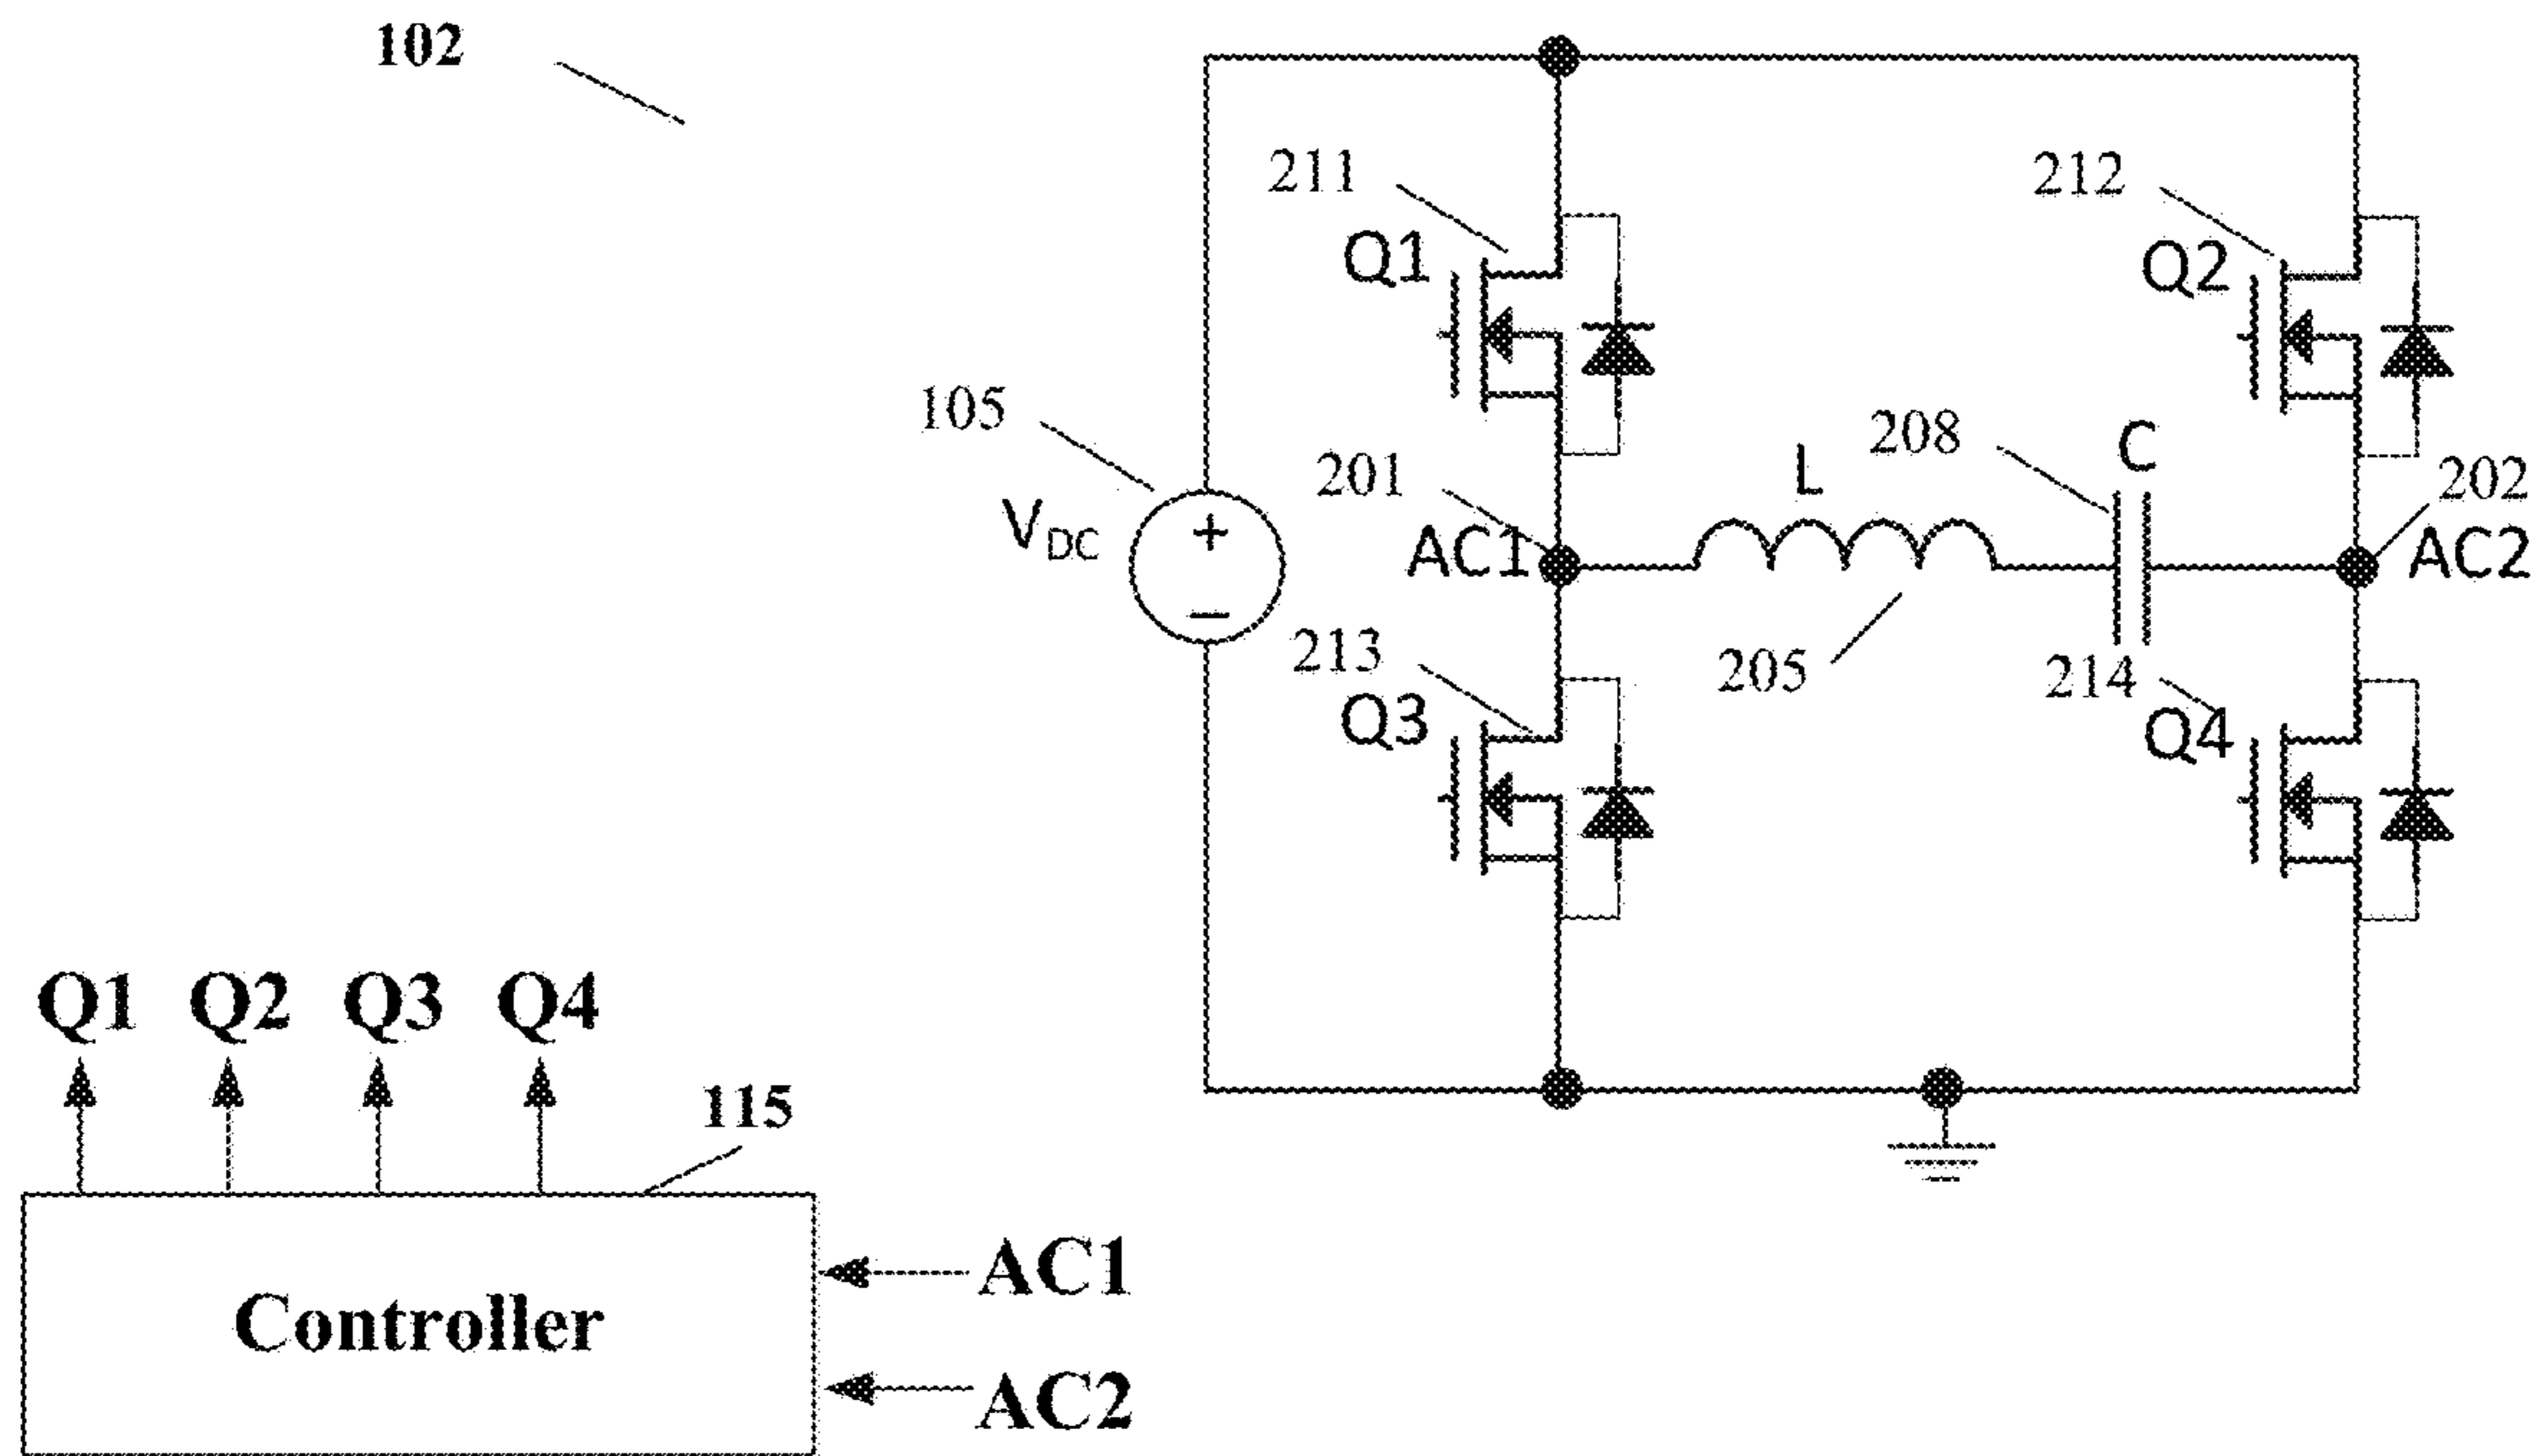 102
211
Q1
212
Q2
105
V_DC
+
−
201
AC1
L
208
C
202
AC2
213
Q3
205
214
Q4
Q1 Q2 Q3 Q4
115
Controller
AC1
AC2